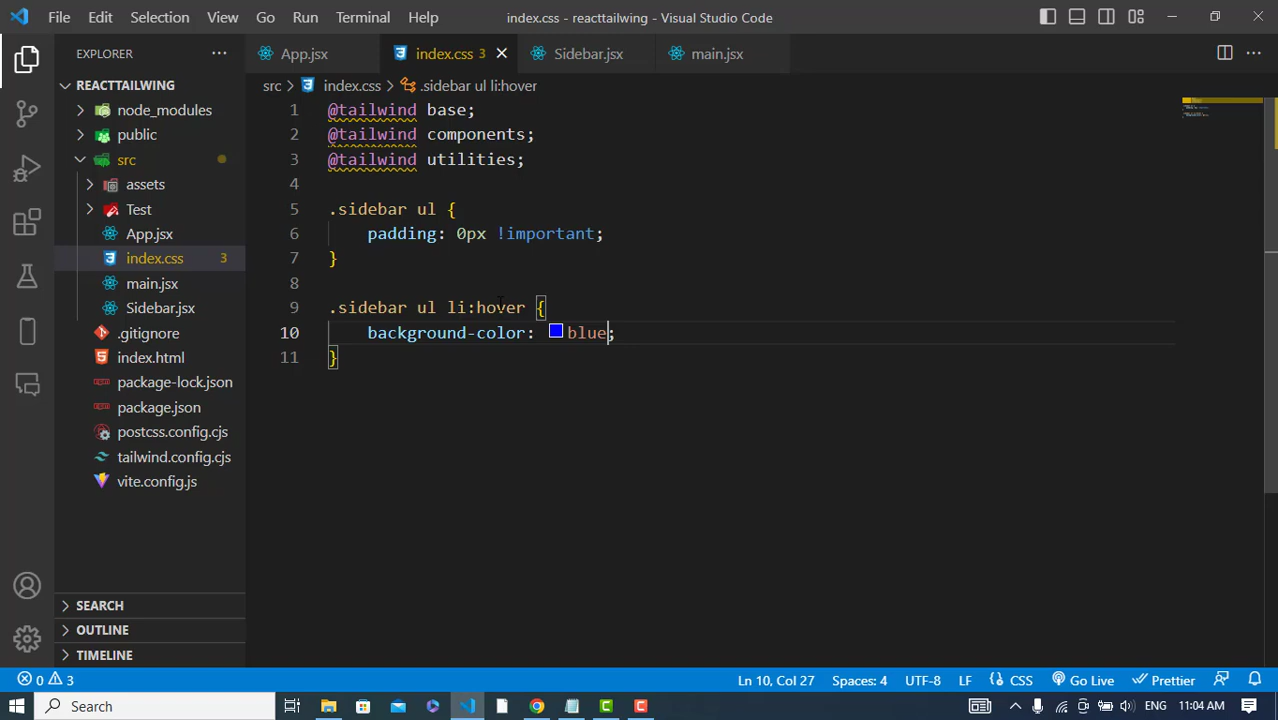 File Edit Selection View Go Run Terminal Help index.css - reacttailwing - Visual Studio Code
EXPLORER
App.jsx index.css 3 Sidebar.jsx main.jsx
REACTTAILWING
node_modules
public
src
assets
Test
App.jsx
index.css 3
main.jsx
Sidebar.jsx
.gitignore
index.html
package-lock.json
package.json
postcss.config.cjs
tailwind.config.cjs
vite.config.js
SEARCH
OUTLINE
TIMELINE
src > index.css > .sidebar ul li:hover
1 @tailwind base;
2 @tailwind components;
3 @tailwind utilities;
4
5 .sidebar ul {
6 padding: 0px !important;
7 }
8
9 .sidebar ul li:hover {
10 background-color: blue;
11 }
0 3 Ln 10, Col 27 Spaces: 4 UTF-8 LF {} CSS Go Live Prettier
Search ENG 11:04 AM